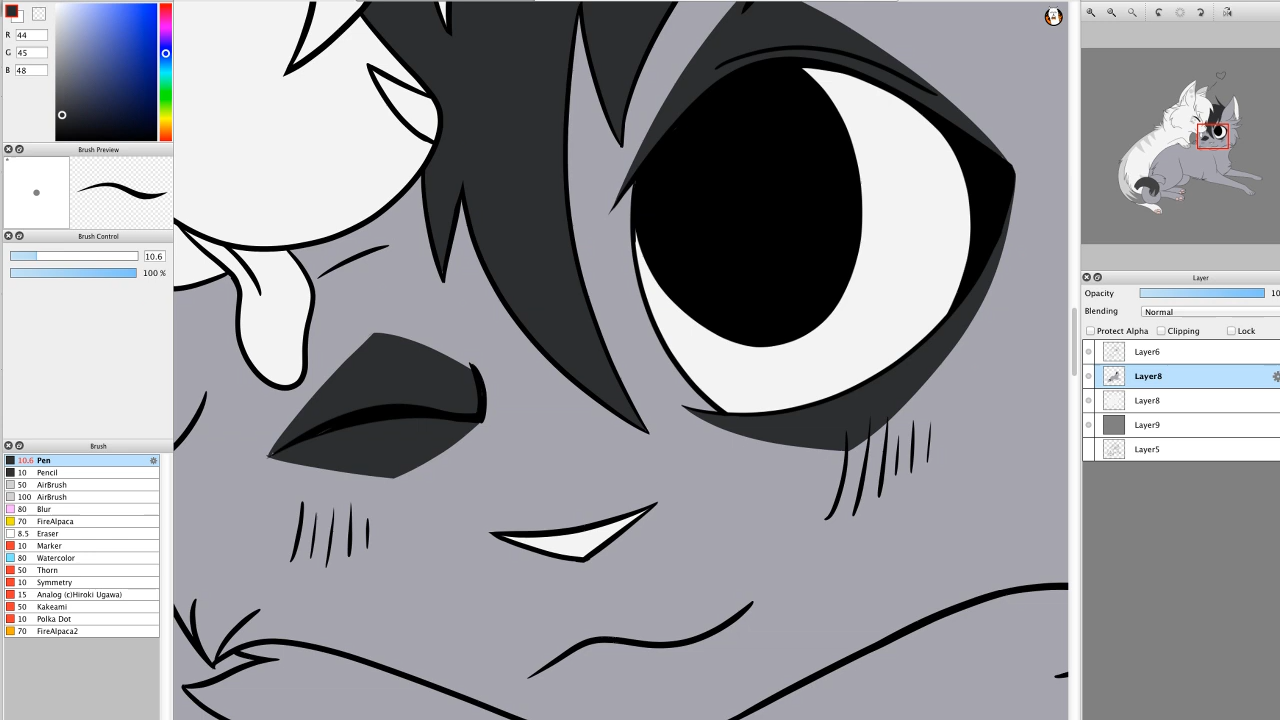 R 44
G 45
B 48
Brush Preview
Brush Control
10.6
100 %
Brush
10.6 Pen
10 Pencil
50 AirBrush
100 AirBrush
80 Blur
70 FireAlpaca
8.5 Eraser
10 Marker
80 Watercolor
50 Thorn
10 Symmetry
15 Analog (c)Hiroki Ugawa)
50 Kakeami
10 Polka Dot
70 FireAlpaca2
Layer
Opacity 10
Blending Normal
Protect Alpha Clipping Lock
Layer6
Layer8
Layer8
Layer9
Layer5